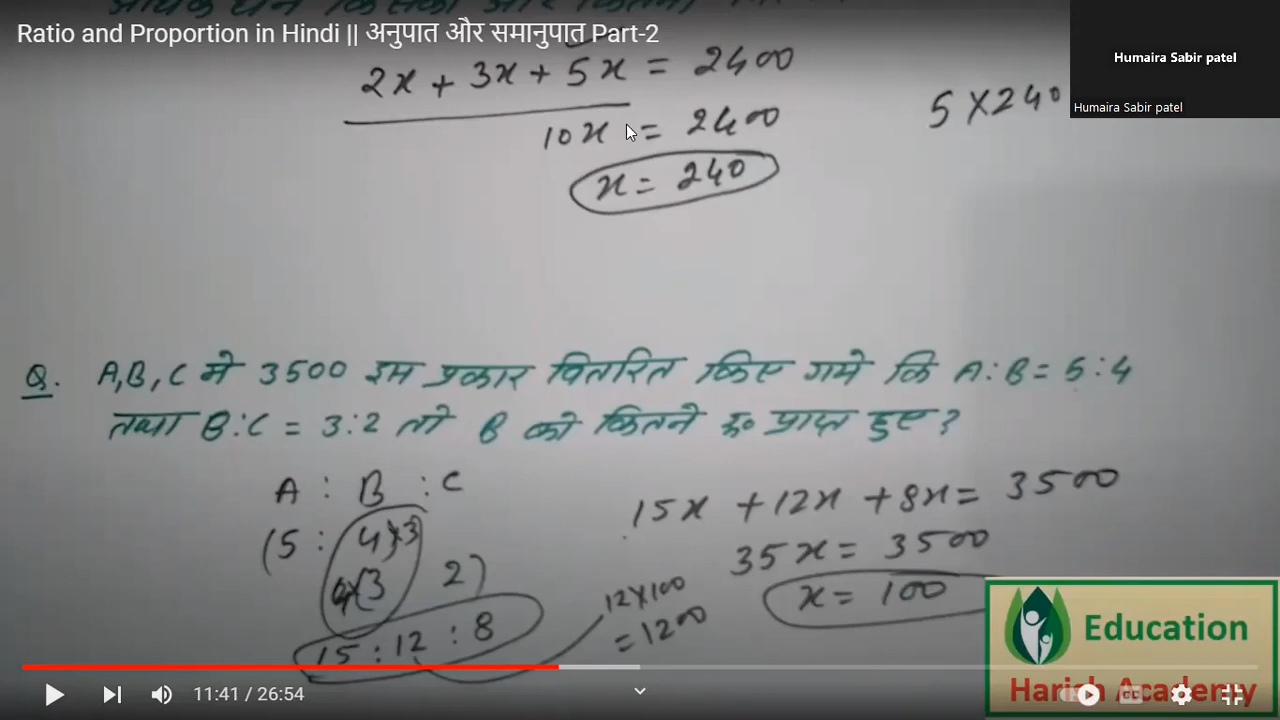 Ratio and Proportion in Hindi || अनुपात और समानुपात Part-2
Humaira Sabir patel
Humaira Sabir patel
2x + 3x + 5x = 2400
10x = 2400
x = 240
5 X 240
Q. A,B,C मे 3500 इस प्रकार वितरित किए गये कि A:B = 5:4
तथा B:C = 3:2 तो B को कितने रु० प्राप्त हुए?
A : B : C
(5 : 4)x3
4x(3 2)
15 : 12 : 8
15x + 12x + 8x = 3500
35x = 3500
x = 100
12x100
= 1200
Education
Harish Academy
11:41 / 26:54